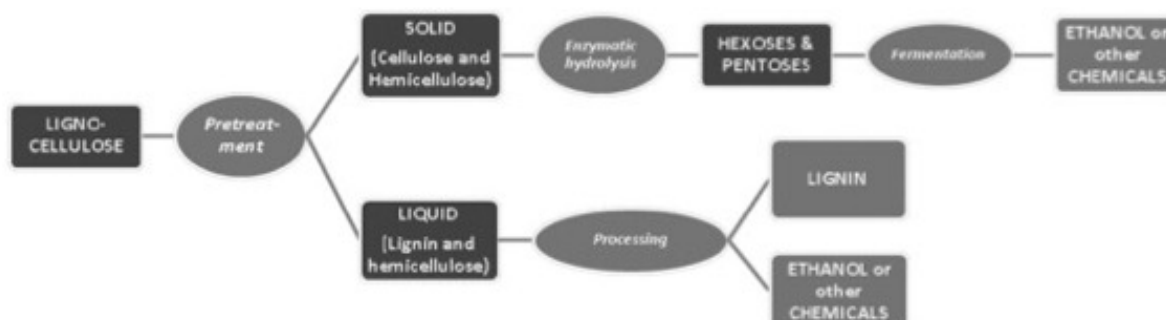 LIGNO-
CELLULOSE
Pretreat-
ment
SOLID
(Cellulose and
Hemicellulose)
Enzymatic
hydrolysis
HEXOSES &
PENTOSES
Fermentation
ETHANOL or
other
CHEMICALS
LIQUID
(Lignin and
hemicellulose)
Processing
LIGNIN
ETHANOL or
other
CHEMICALS